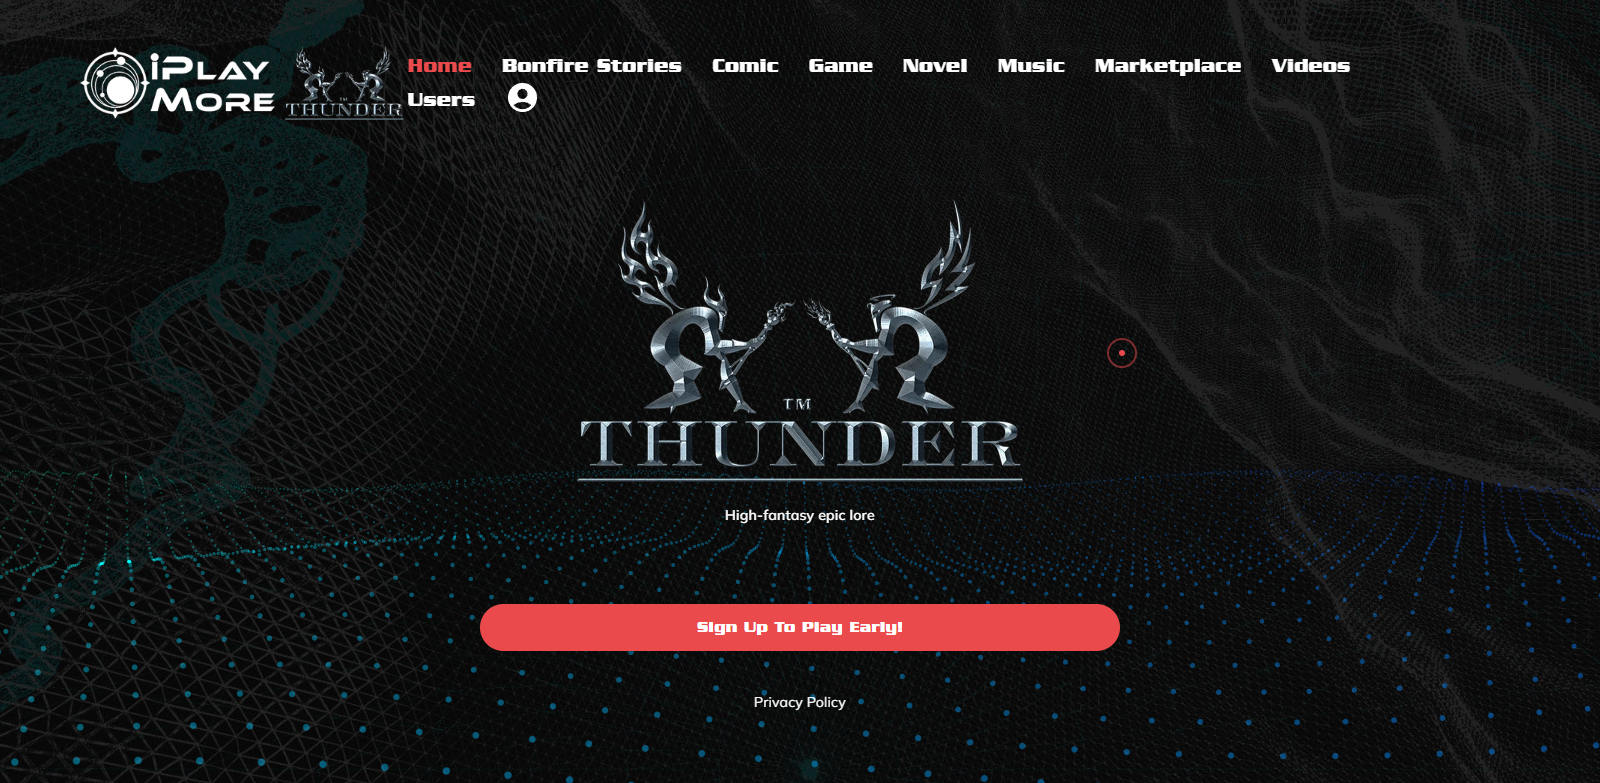 iPlay
More
THUNDER
Home Bonfire Stories Comic Game Novel Music Marketplace Videos
Users
TM
THUNDER
High-fantasy epic lore
Sign Up To Play Early!
Privacy Policy